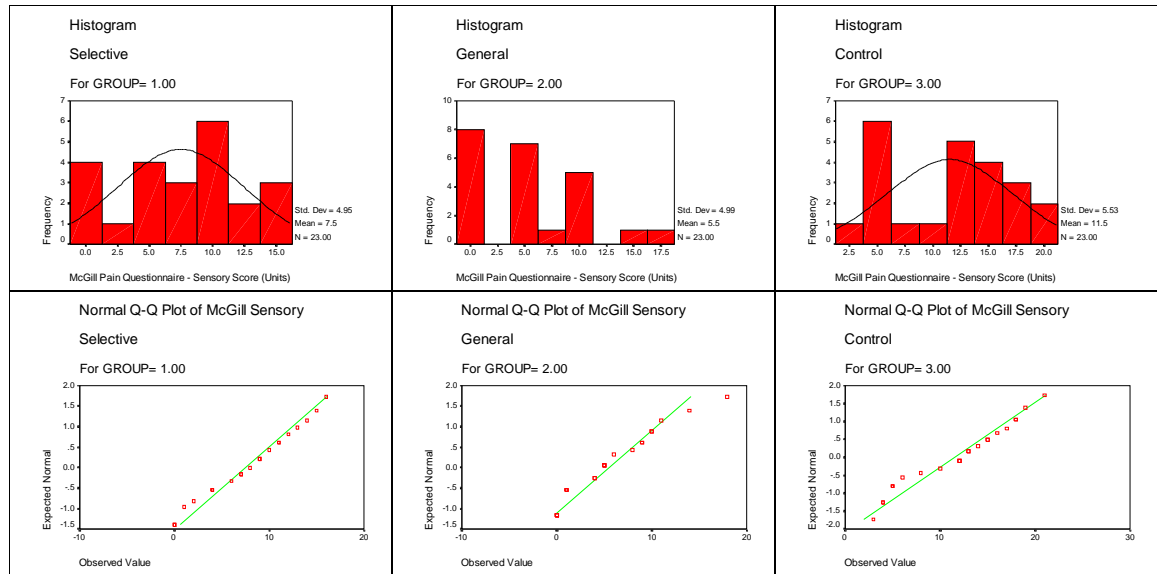 Histogram
Selective
For GROUP= 1.00
7
6
5
4
3
2
1
0
Frequency
0.0 2.5 5.0 7.5 10.0 12.5 15.0
Std. Dev = 4.95
Mean = 7.5
N = 23.00
McGill Pain Questionnaire - Sensory Score (Units)
Histogram
General
For GROUP= 2.00
10
8
6
4
2
0
Frequency
0.0 2.5 5.0 7.5 10.0 12.5 15.0 17.5
Std. Dev = 4.99
Mean = 5.5
N = 23.00
McGill Pain Questionnaire - Sensory Score (Units)
Histogram
Control
For GROUP= 3.00
7
6
5
4
3
2
1
0
Frequency
2.5 5.0 7.5 10.0 12.5 15.0 17.5 20.0
Std. Dev = 5.53
Mean = 11.5
N = 23.00
McGill Pain Questionnaire - Sensory Score (Units)
Normal Q-Q Plot of McGill Sensory
Selective
For GROUP= 1.00
2.0
1.5
1.0
.5
0.0
-.5
-1.0
-1.5
Expected Normal
-10 0 10 20
Observed Value
Normal Q-Q Plot of McGill Sensory
General
For GROUP= 2.00
2.0
1.5
1.0
.5
0.0
-.5
-1.0
-1.5
Expected Normal
0 10 20
Observed Value
Normal Q-Q Plot of McGill Sensory
Control
For GROUP= 3.00
2.0
1.5
1.0
.5
0.0
-.5
-1.0
-1.5
-2.0
Expected Normal
0 10 20 30
Observed Value